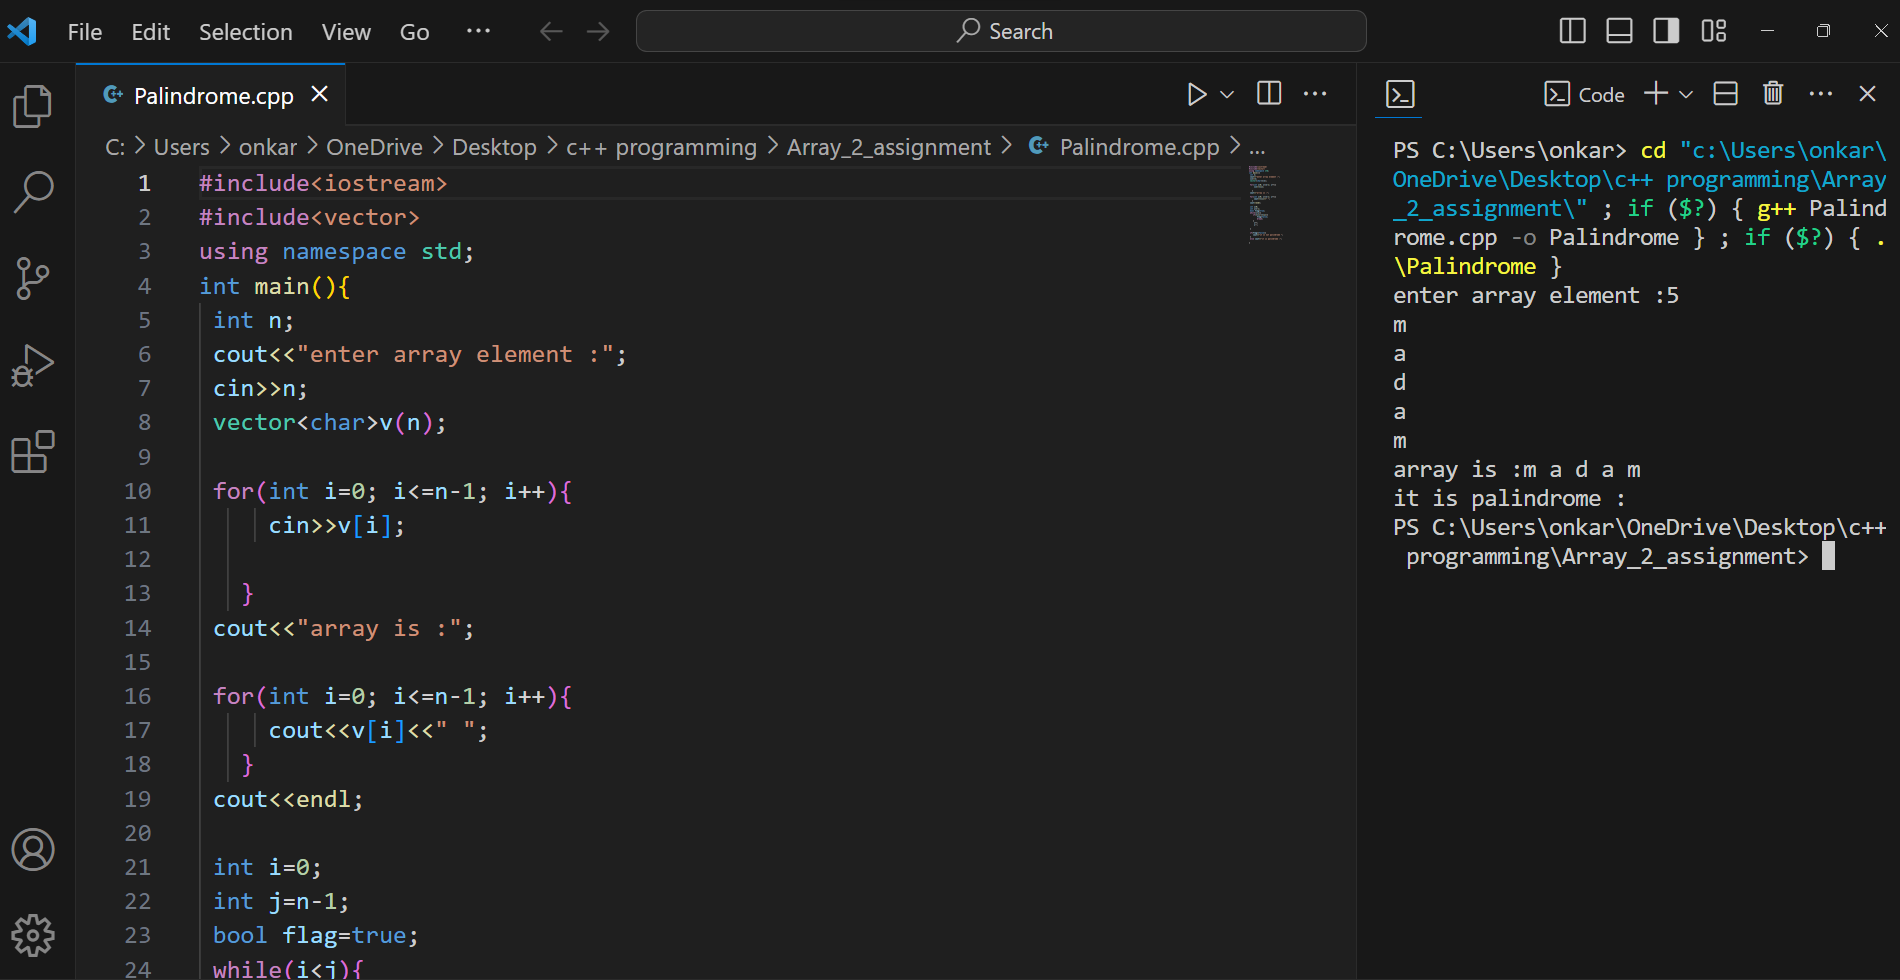 File Edit Selection View Go ··· Search
Palindrome.cpp
C: > Users > onkar > OneDrive > Desktop > c++ programming > Array_2_assignment > Palindrome.cpp > ...
1 #include<iostream>
2 #include<vector>
3 using namespace std;
4 int main(){
5 int n;
6 cout<<"enter array element :";
7 cin>>n;
8 vector<char>v(n);
9
10 for(int i=0; i<=n-1; i++){
11 cin>>v[i];
12
13 }
14 cout<<"array is :";
15
16 for(int i=0; i<=n-1; i++){
17 cout<<v[i]<<" ";
18 }
19 cout<<endl;
20
21 int i=0;
22 int j=n-1;
23 bool flag=true;
24 while(i<j){
Code
PS C:\Users\onkar> cd "c:\Users\onkar\
OneDrive\Desktop\c++ programming\Array
_2_assignment\" ; if ($?) { g++ Palind
rome.cpp -o Palindrome } ; if ($?) { .
\Palindrome }
enter array element :5
m
a
d
a
m
array is :m a d a m
it is palindrome :
PS C:\Users\onkar\OneDrive\Desktop\c++
programming\Array_2_assignment>